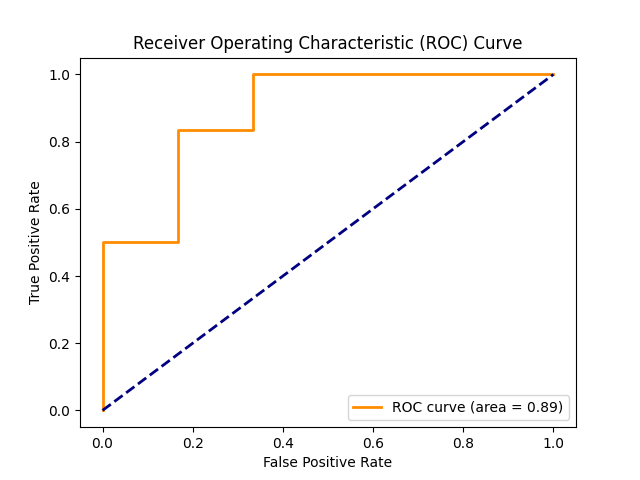 Receiver Operating Characteristic (ROC) Curve
True Positive Rate
1.0
0.8
0.6
0.4
0.2
0.0
ROC curve (area = 0.89)
0.0 0.2 0.4 0.6 0.8 1.0
False Positive Rate